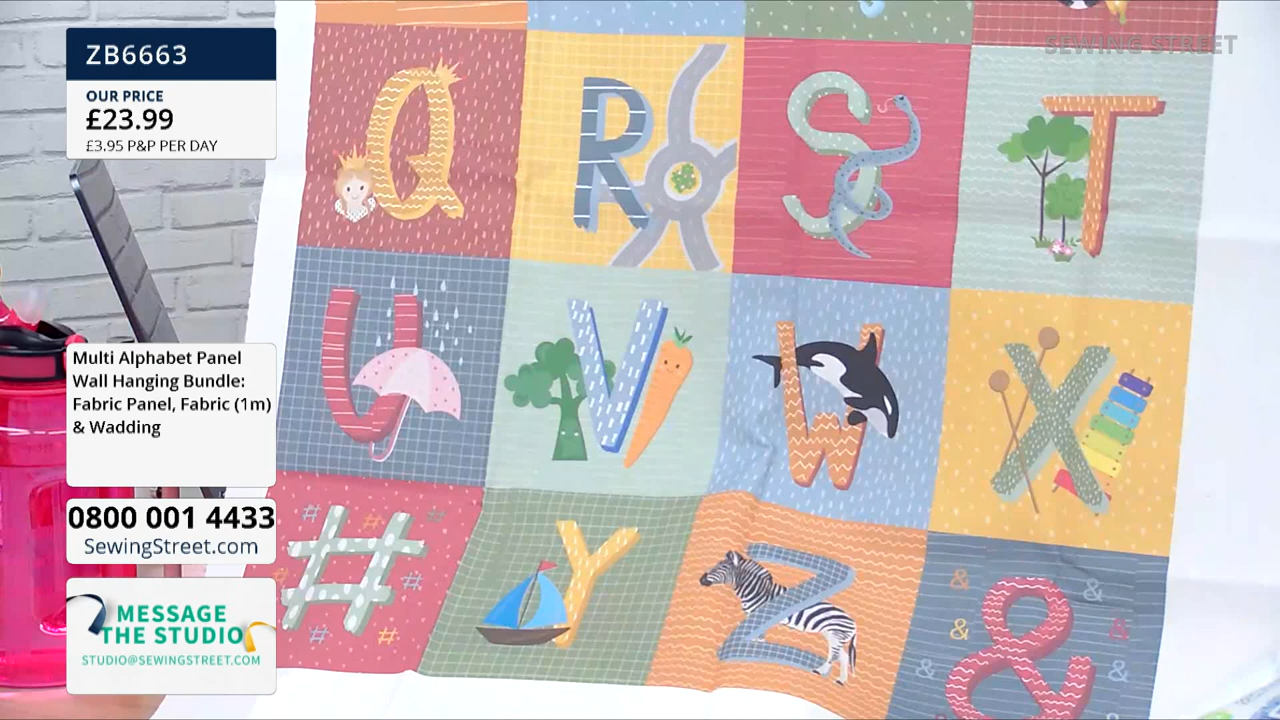 ZB6663
OUR PRICE
£23.99
£3.95 P&P PER DAY
SEWING STREET
Q R S T
U V W X
# Y Z &
Multi Alphabet Panel
Wall Hanging Bundle:
Fabric Panel, Fabric (1m)
& Wadding
0800 001 4433
SewingStreet.com
MESSAGE
THE STUDIO
STUDIO@SEWINGSTREET.COM